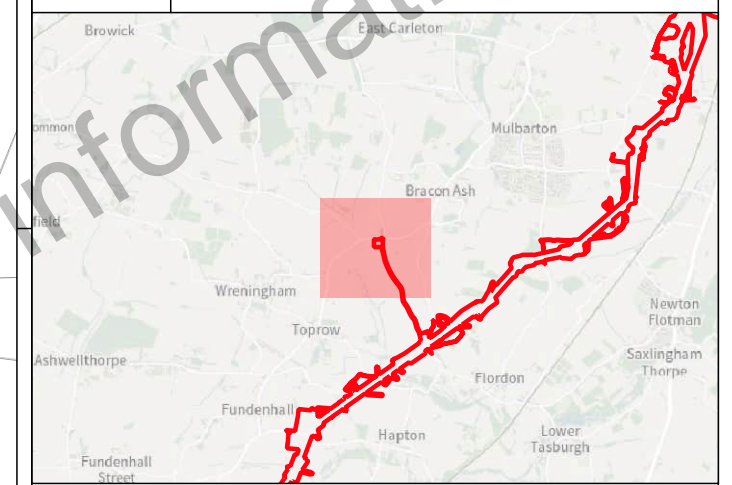 Browick
East Carleton
informat
ommon
Mulbarton
Bracon Ash
field
Wreningham
Newton
Flotman
Toprow
Saxlingham
Thorpe
Ashwellthorpe
Flordon
Fundenhall
Hapton
Lower
Tasburgh
Fundenhall
Street